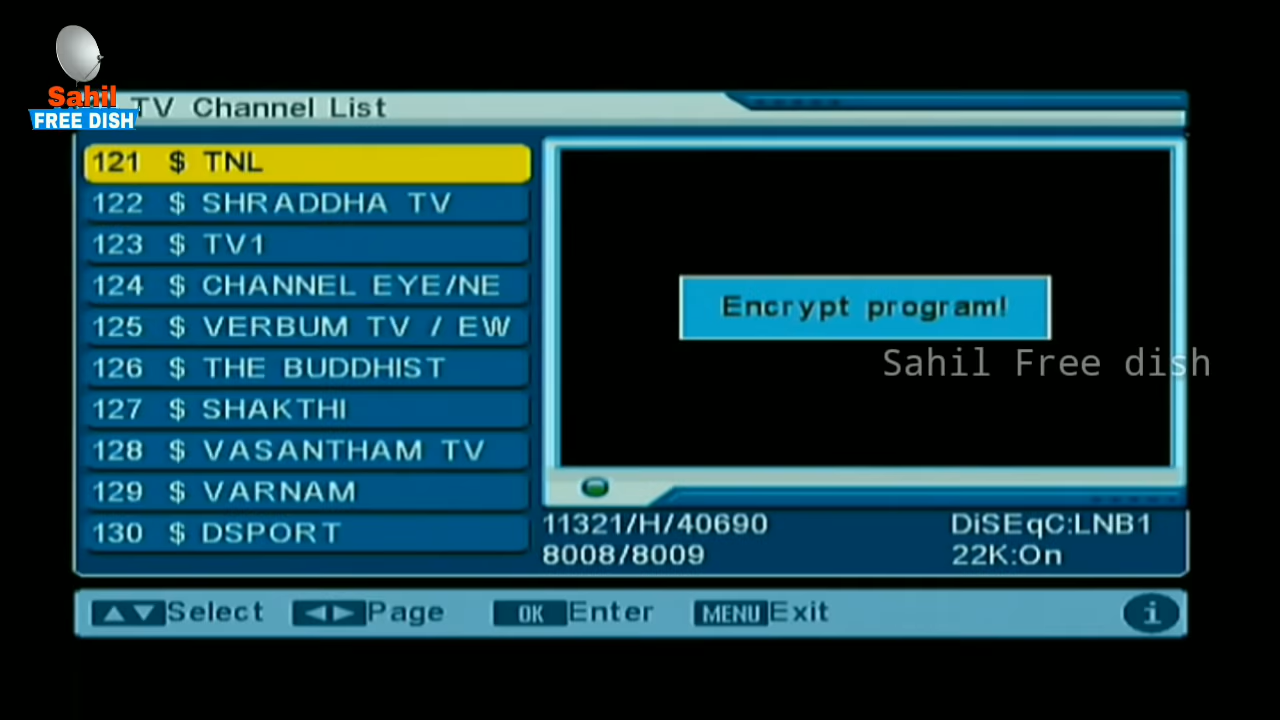 Sahil
FREE DISH
TV Channel List
121 $ TNL
122 $ SHRADDHA TV
123 $ TV1
124 $ CHANNEL EYE/NE
125 $ VERBUM TV / EW
126 $ THE BUDDHIST
127 $ SHAKTHI
128 $ VASANTHAM TV
129 $ VARNAM
130 $ DSPORT
Encrypt program!
Sahil Free dish
11321/H/40690
DiSEqC:LNB1
8008/8009
22K:On
▲▼Select ◄►Page OK Enter MENU Exit i